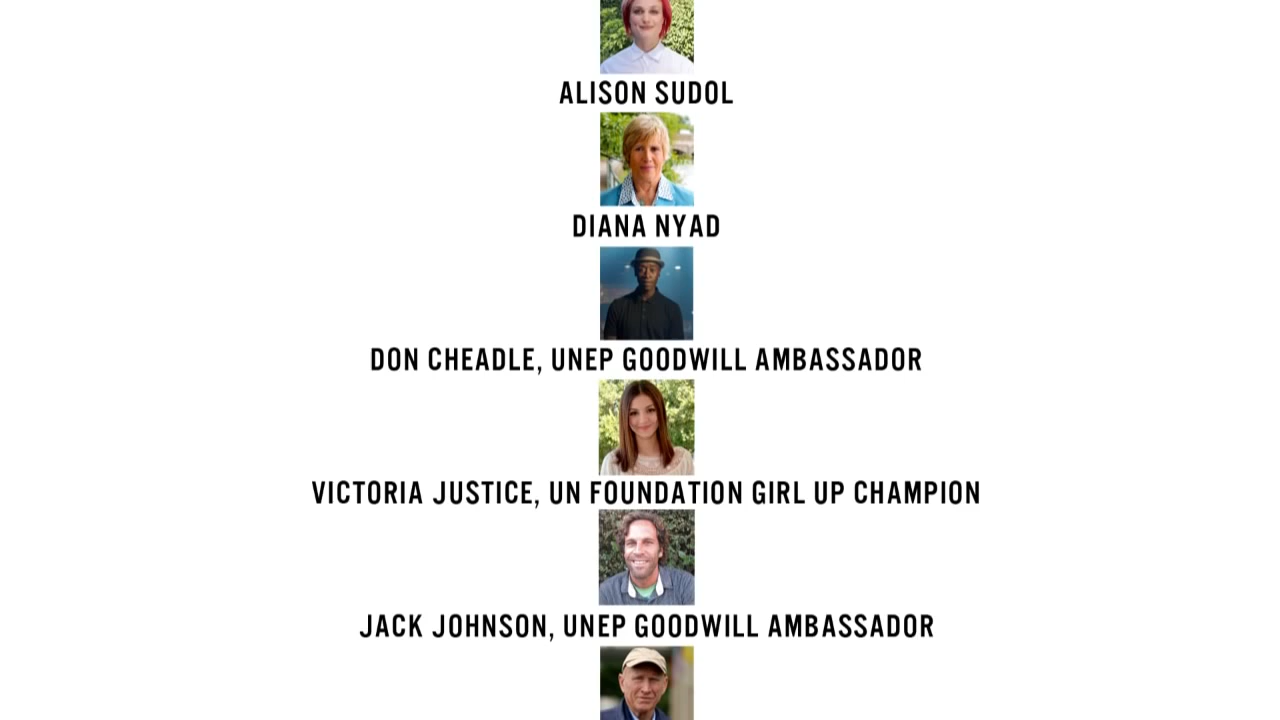 ALISON SUDOL
DIANA NYAD
DON CHEADLE, UNEP GOODWILL AMBASSADOR
VICTORIA JUSTICE, UN FOUNDATION GIRL UP CHAMPION
JACK JOHNSON, UNEP GOODWILL AMBASSADOR